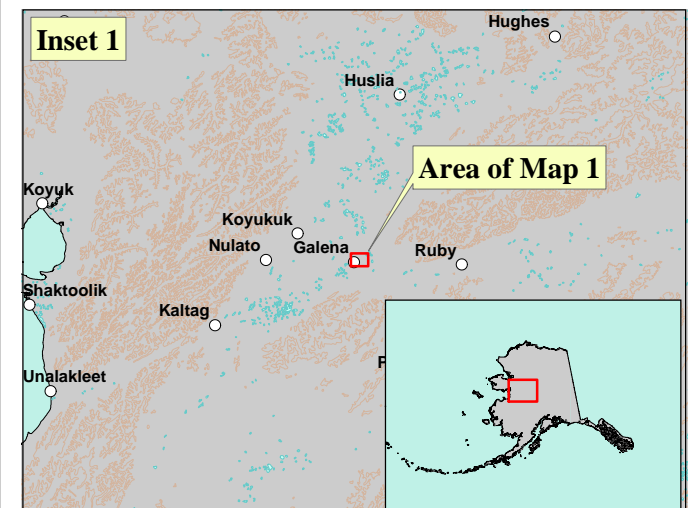 Inset 1
Hughes
Huslia
Area of Map 1
Koyuk
Koyukuk
Nulato
Galena
Ruby
Shaktoolik
Kaltag
Unalakleet